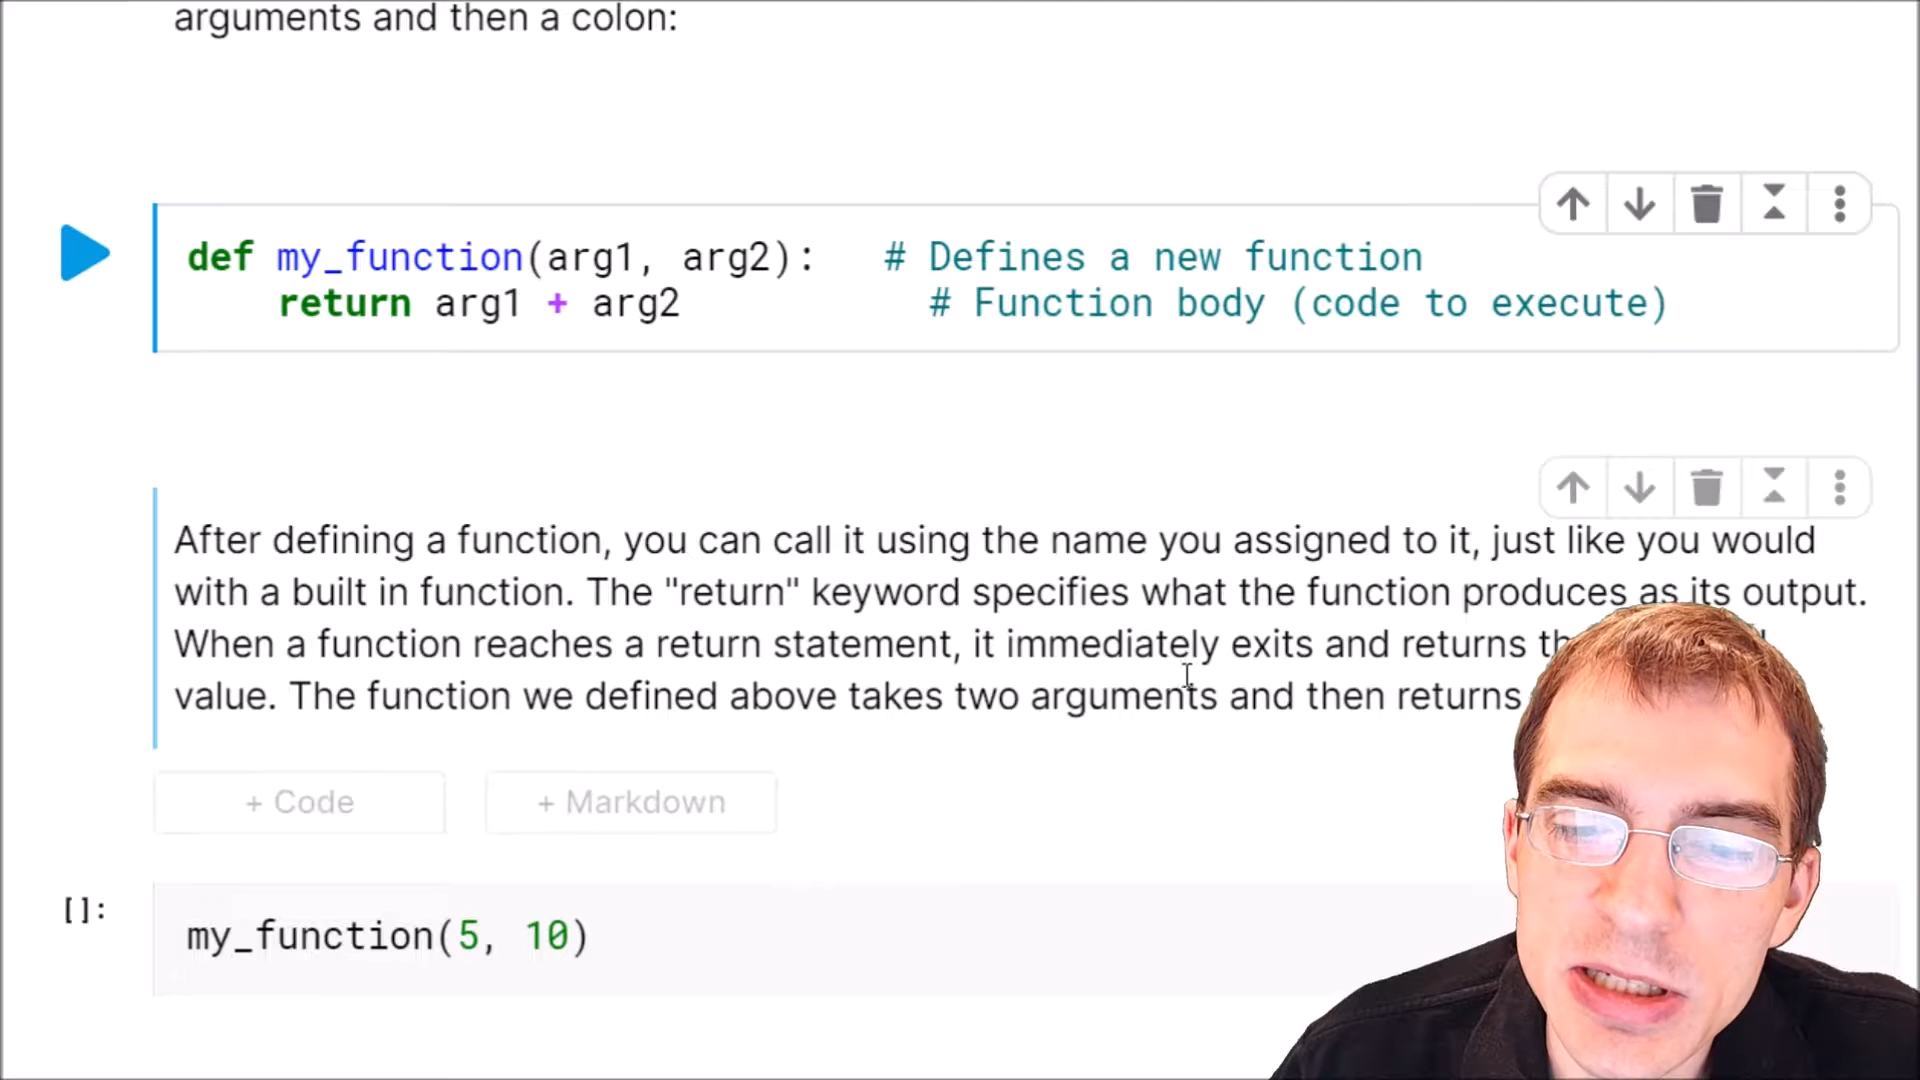 arguments and then a colon:
def my_function(arg1, arg2):   # Defines a new function
    return arg1 + arg2           # Function body (code to execute)
After defining a function, you can call it using the name you assigned to it, just like you would
with a built in function. The "return" keyword specifies what the function produces as its output.
When a function reaches a return statement, it immediately exits and returns
value. The function we defined above takes two arguments and then returns
+ Code
+ Markdown
[]:
my_function(5, 10)